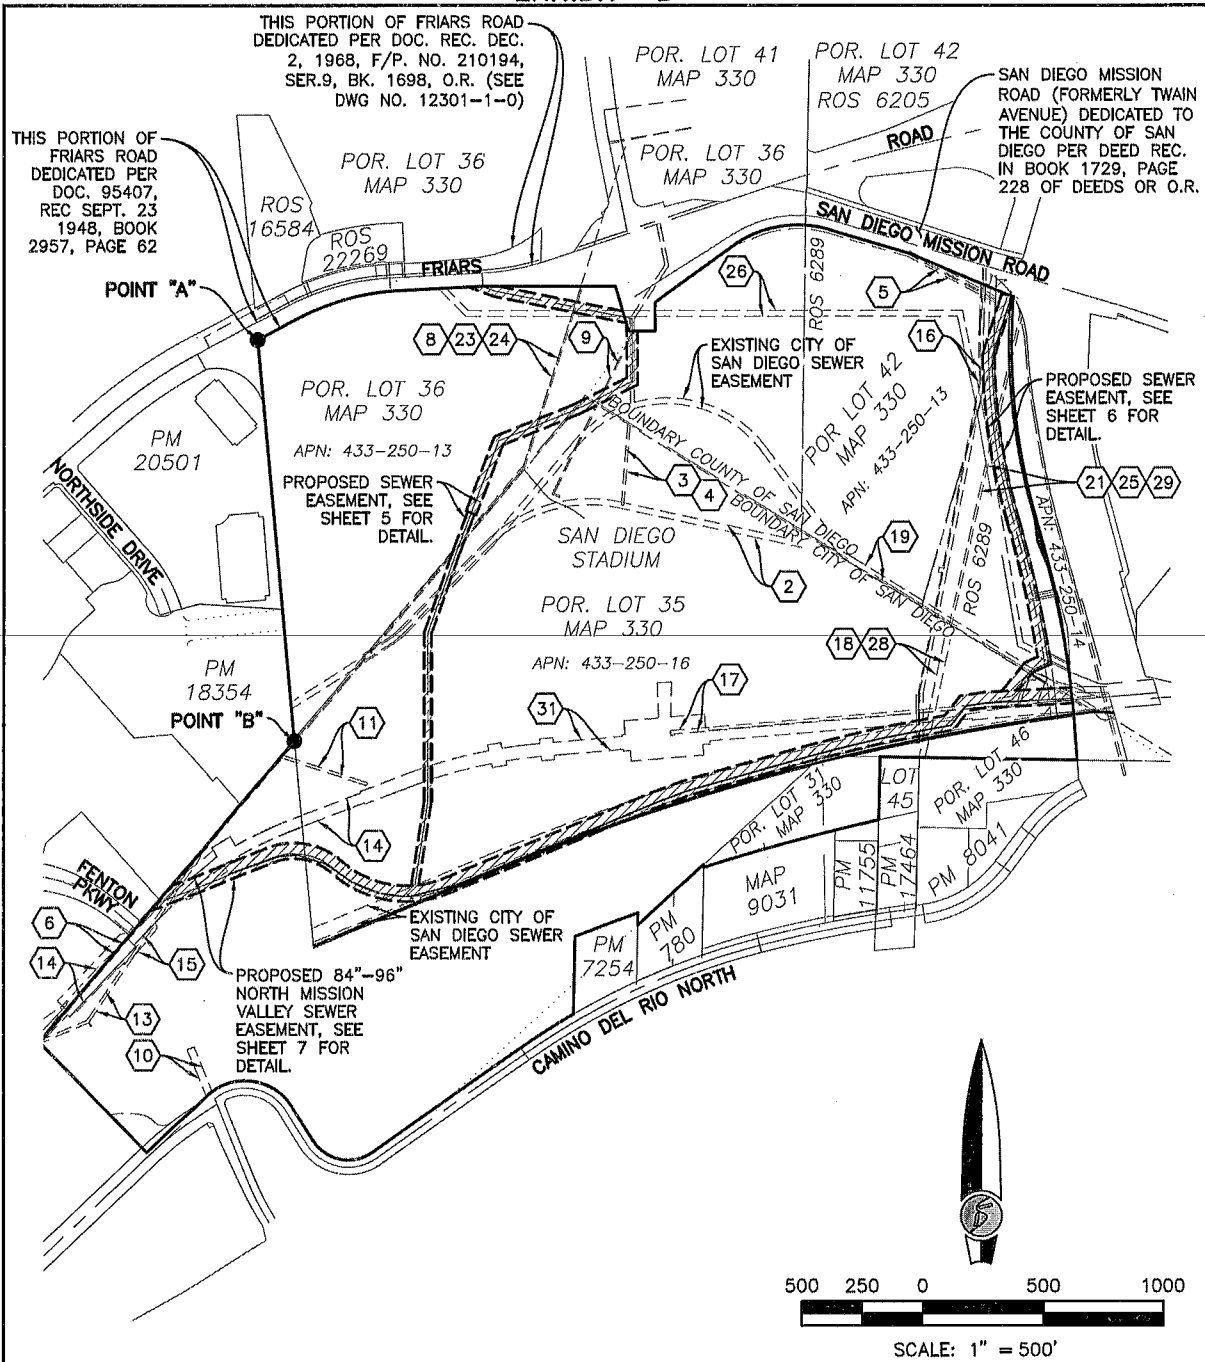 THIS PORTION OF FRIARS ROAD
DEDICATED PER DOC. REC. DEC.
2, 1968, F/P. NO. 210194,
SER.9, BK. 1698, O.R. (SEE
DWG NO. 12301-1-0)
POR. LOT 41
MAP 330
POR. LOT 42
MAP 330
ROS 6205
SAN DIEGO MISSION
ROAD (FORMERLY TWAIN
AVENUE) DEDICATED TO
THE COUNTY OF SAN
DIEGO PER DEED REC.
IN BOOK 1729, PAGE
228 OF DEEDS OR O.R.
THIS PORTION OF
FRIARS ROAD
DEDICATED PER
DOC. 95407,
REC SEPT. 23
1948, BOOK
2957, PAGE 62
POR. LOT 36
MAP 330
POR. LOT 36
MAP 330
ROAD
ROS
16584
ROS
22269
FRIARS
SAN DIEGO MISSION ROAD
POINT "A"
26
ROS 6289
5
8 23 24
9
EXISTING CITY OF
SAN DIEGO SEWER
EASEMENT
16
POR. LOT 36
MAP 330
APN: 433-250-13
POR LOT 42
MAP 330
APN: 433-250-13
PROPOSED SEWER
EASEMENT, SEE
SHEET 6 FOR
DETAIL.
PM
20501
NORTHSIDE DRIVE
PROPOSED SEWER
EASEMENT, SEE
SHEET 5 FOR
DETAIL.
BOUNDARY COUNTY OF SAN DIEGO
BOUNDARY CITY OF SAN DIEGO
3
4
21 25 29
APN: 433-250-14
SAN DIEGO
STADIUM
19
2
ROS 6289
POR. LOT 35
MAP 330
APN: 433-250-16
18 28
PM
18354
POINT "B"
17
31
11
14
POR. LOT 31
MAP 330
LOT
45
POR. LOT 46
MAP 330
PM 11755
PM 17464
PM 8041
MAP
9031
FENTON
PKWY
EXISTING CITY OF
SAN DIEGO SEWER
EASEMENT
6
14
15
13
10
PROPOSED 84"-96"
NORTH MISSION
VALLEY SEWER
EASEMENT, SEE
SHEET 7 FOR
DETAIL.
PM
7254
PM
780
CAMINO DEL RIO NORTH
500 250 0 500 1000
SCALE: 1" = 500'